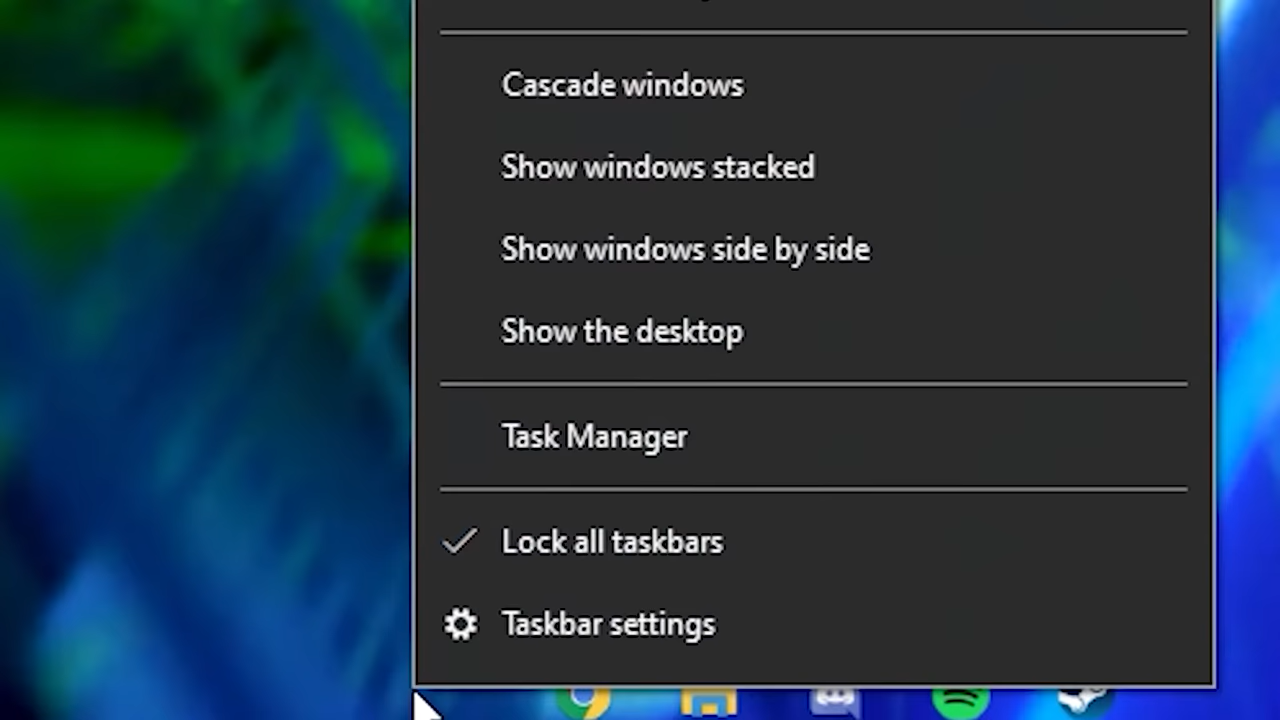 Cascade windows
Show windows stacked
Show windows side by side
Show the desktop
Task Manager
Lock all taskbars
Taskbar settings